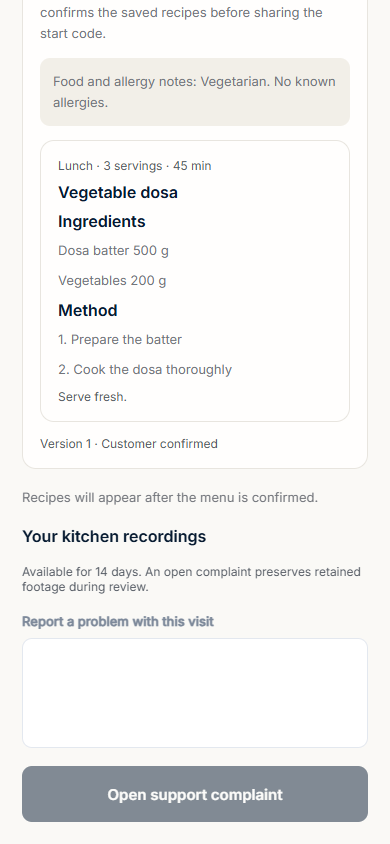 confirms the saved recipes before sharing the
start code.
Food and allergy notes: Vegetarian. No known
allergies.
Lunch · 3 servings · 45 min
Vegetable dosa
Ingredients
Dosa batter 500 g
Vegetables 200 g
Method
1. Prepare the batter
2. Cook the dosa thoroughly
Serve fresh.
Version 1 · Customer confirmed
Recipes will appear after the menu is confirmed.
Your kitchen recordings
Available for 14 days. An open complaint preserves retained
footage during review.
Report a problem with this visit
Open support complaint